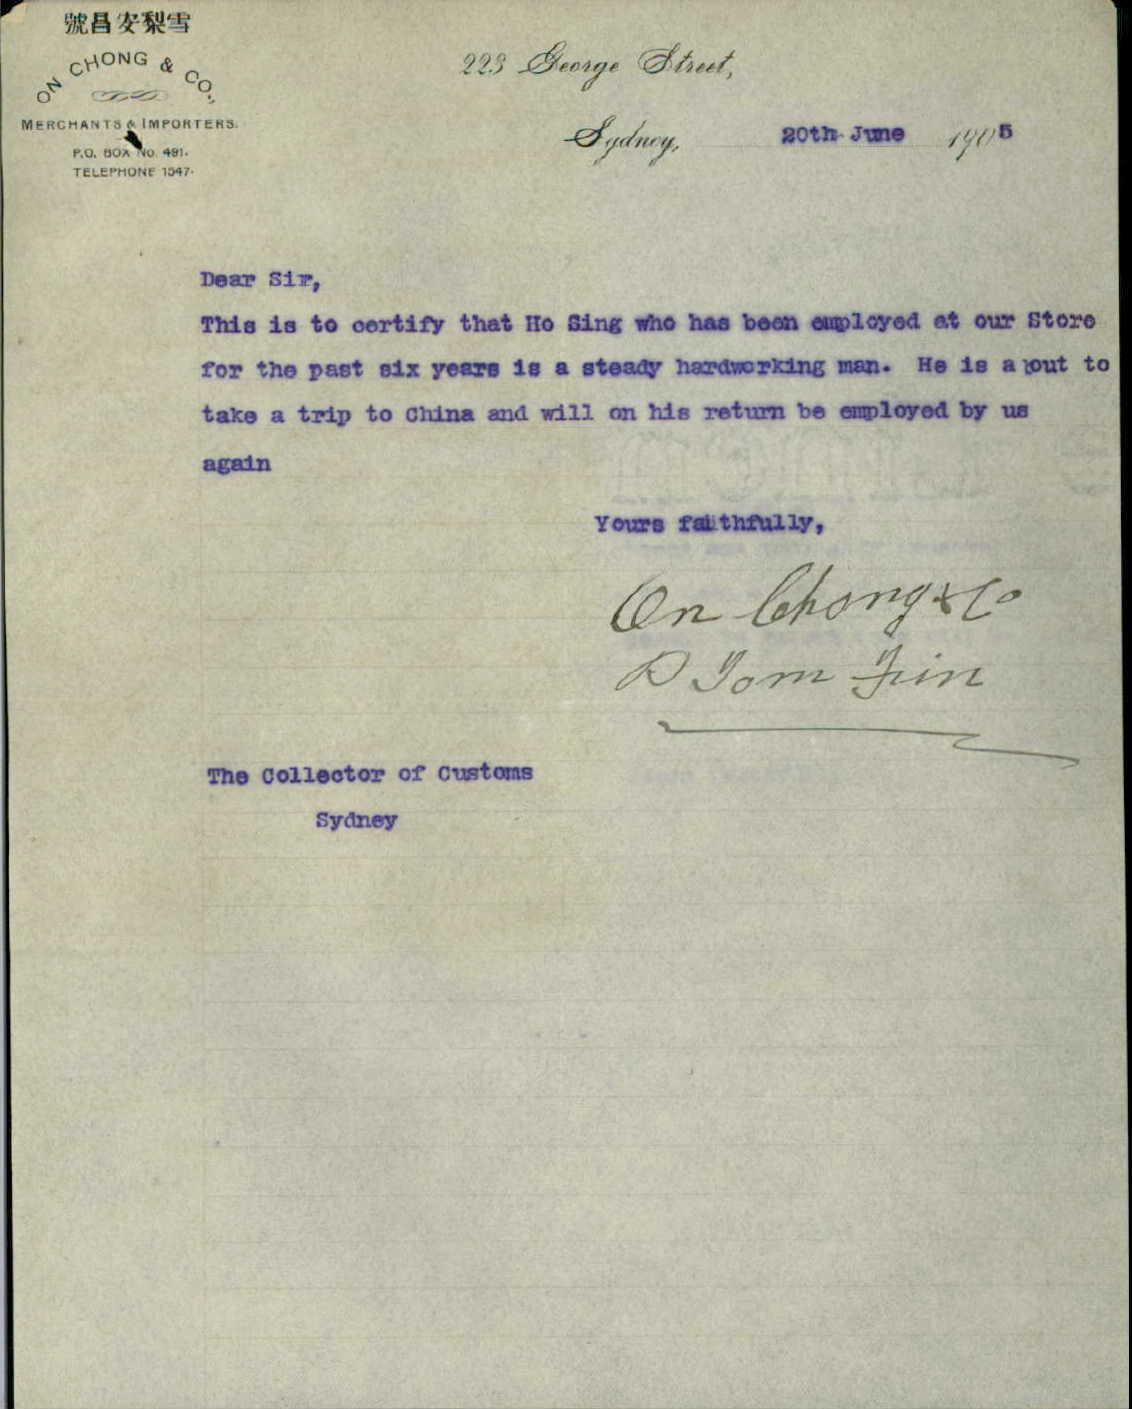 號昌安梨雪
ON CHONG & CO.,
MERCHANTS & IMPORTERS.
P.O. BOX No. 491.
TELEPHONE 1547.
223 George Street,
Sydney, 20th June 1905
Dear Sir,
This is to certify that Ho Sing who has been employed at our Store
for the past six years is a steady hardworking man. He is about to
take a trip to China and will on his return be employed by us
again
Yours faithfully,
On Chong & Co
P Tom Fin
The Collector of Customs
Sydney